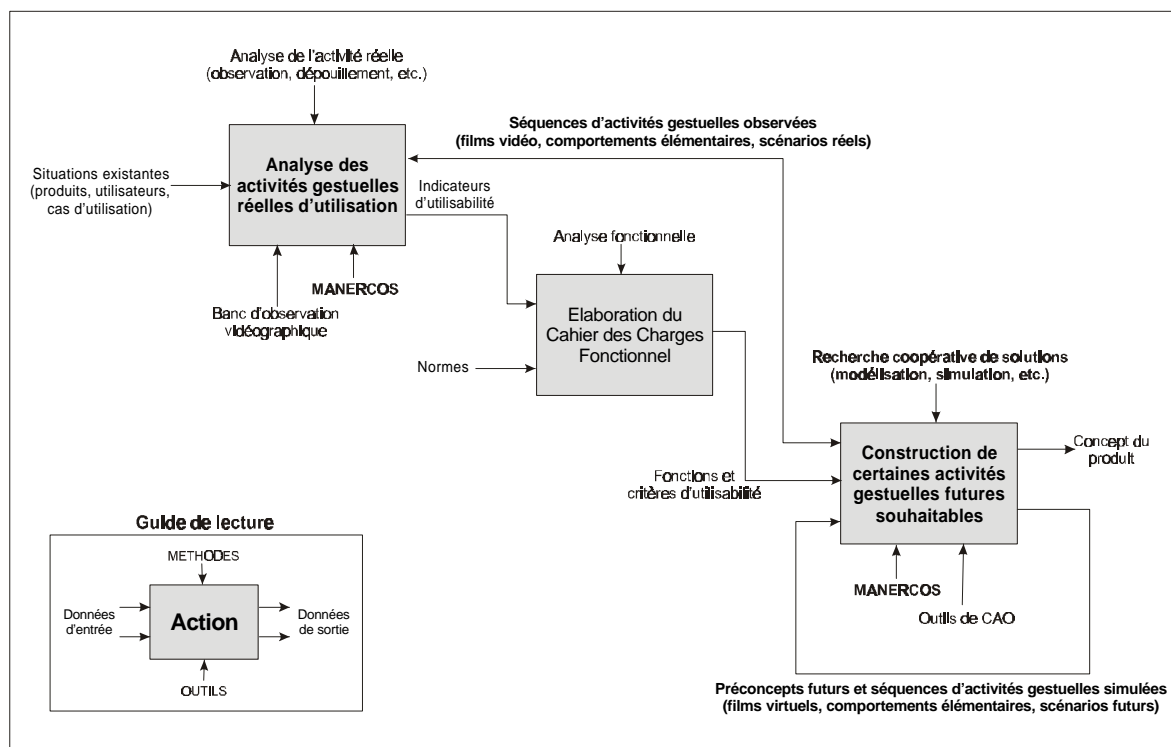 Analyse de l'activité réelle
(observation, dépouillement, etc.)
Séquences d'activités gestuelles observées
(films vidéo, comportements élémentaires, scénarios réels)
Analyse des
activités gestuelles
réelles d'utilisation
Situations existantes
(produits, utilisateurs,
cas d'utilisation)
Indicateurs
d'utilisabilité
Analyse fonctionnelle
MANERCOS
Banc d'observation
vidéographique
Elaboration du
Cahier des Charges
Fonctionnel
Normes
Recherche coopérative de solutions
(modélisation, simulation, etc.)
Construction de
certaines activités
gestuelles futures
souhaitables
Concept du
produit
Fonctions et
critères d'utilisabilité
MANERCOS
Outils de CAO
Préconcepts futurs et séquences d'activités gestuelles simulées
(films virtuels, comportements élémentaires, scénarios futurs)
Guide de lecture
METHODES
Données
d'entrée
Action
Données
de sortie
OUTILS